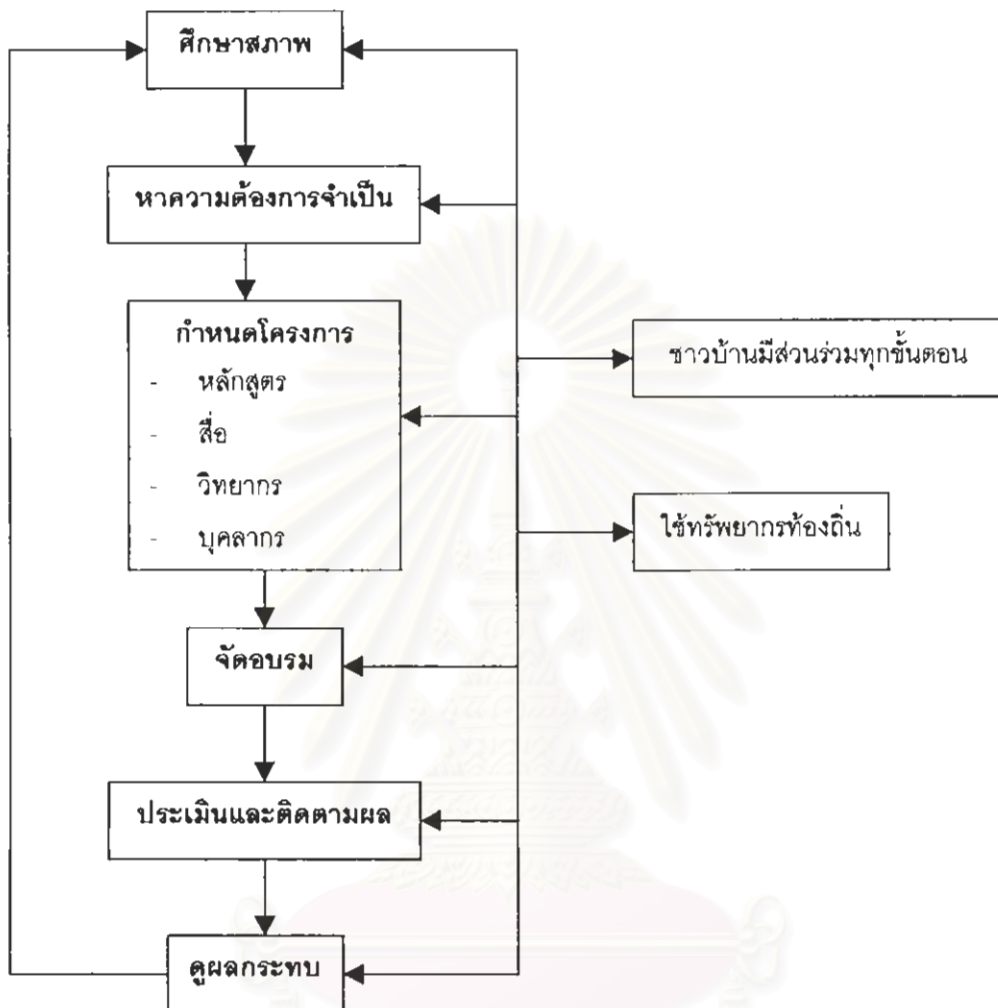 ศึกษาสภาพ
หาความต้องการจำเป็น
กำหนดโครงการ
- หลักสูตร
- สื่อ
- วิทยากร
- บุคลากร
จัดอบรม
ประเมินและติดตามผล
ดูผลกระทบ
ชาวบ้านมีส่วนร่วมทุกขั้นตอน
ใช้ทรัพยากรท้องถิ่น